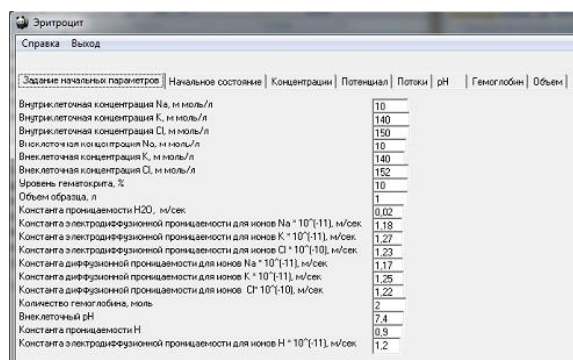 Эритроцит
Справка Выход
Задание начальных параметров Начальное состояние Концентрации Потенциал Потоки pH Гемоглобин Объем
Внутриклеточная концентрация Na, м моль/л 10
Внутриклеточная концентрация K, м моль/л 140
Внутриклеточная концентрация Cl, м моль/л 150
Внеклеточная концентрация Na, м моль/л 10
Внеклеточная концентрация K, м моль/л 140
Внеклеточная концентрация Cl, м моль/л 152
Уровень гематокрита, % 10
Объем образца, л 1
Константа проницаемости H2O, м/сек 0,02
Константа электродиффузионной проницаемости для ионов Na * 10^(-11), м/сек 1,18
Константа электродиффузионной проницаемости для ионов K * 10^(-11), м/сек 1,27
Константа электродиффузионной проницаемости для ионов Cl * 10^(-10), м/сек 1,23
Константа диффузионной проницаемости для ионов Na * 10^(-11), м/сек 1,17
Константа диффузионной проницаемости для ионов K * 10^(-11), м/сек 1,25
Константа диффузионной проницаемости для ионов Cl* 10^(-10), м/сек 1,22
Количество гемоглобина, моль 2
Внеклеточный pH 7,4
Константа проницаемости H 0,9
Константа электродиффузионной проницаемости для ионов H * 10^(-11), м/сек 1,2